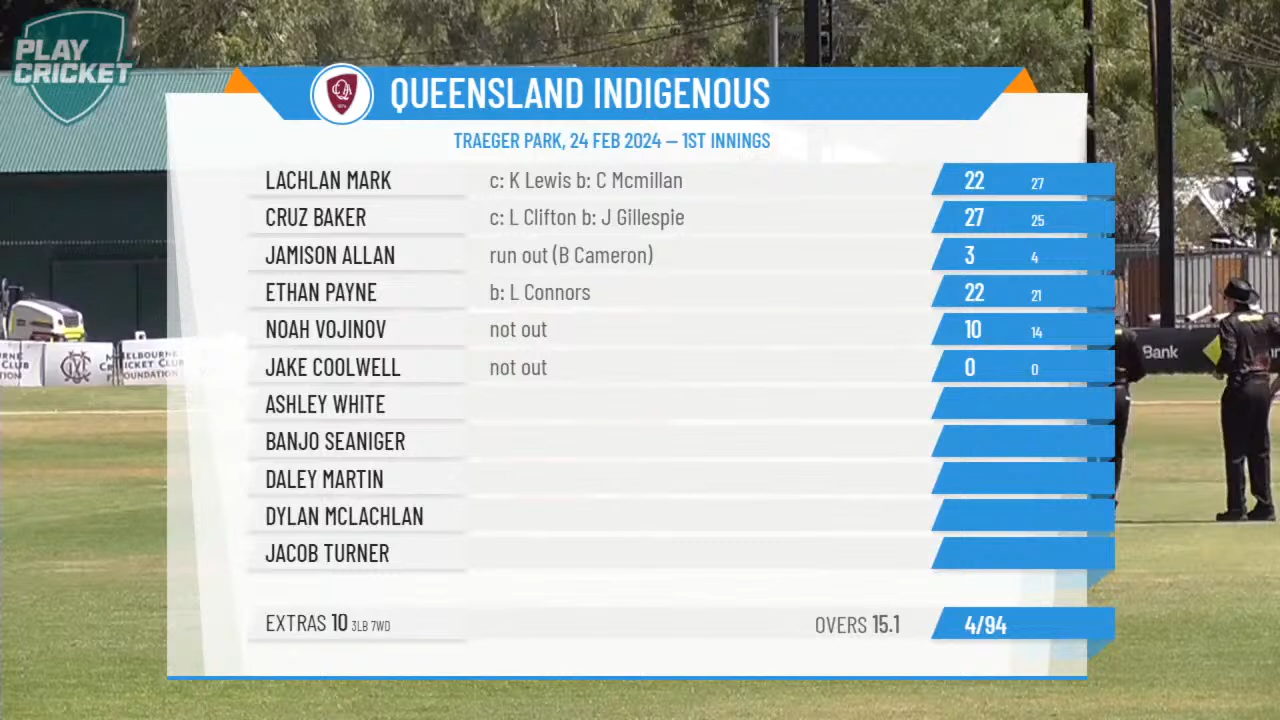 PLAY
CRICKET
QUEENSLAND INDIGENOUS
TRAEGER PARK, 24 FEB 2024 – 1ST INNINGS
LACHLAN MARK c: K Lewis b: C Mcmillan 22 27
CRUZ BAKER c: L Clifton b: J Gillespie 27 25
JAMISON ALLAN run out (B Cameron) 3 4
ETHAN PAYNE b: L Connors 22 21
NOAH VOJINOV not out 10 14
JAKE COOLWELL not out 0 0
ASHLEY WHITE
BANJO SEANIGER
DALEY MARTIN
DYLAN MCLACHLAN
JACOB TURNER
EXTRAS 10 3LB 7WD OVERS 15.1 4/94
Bank